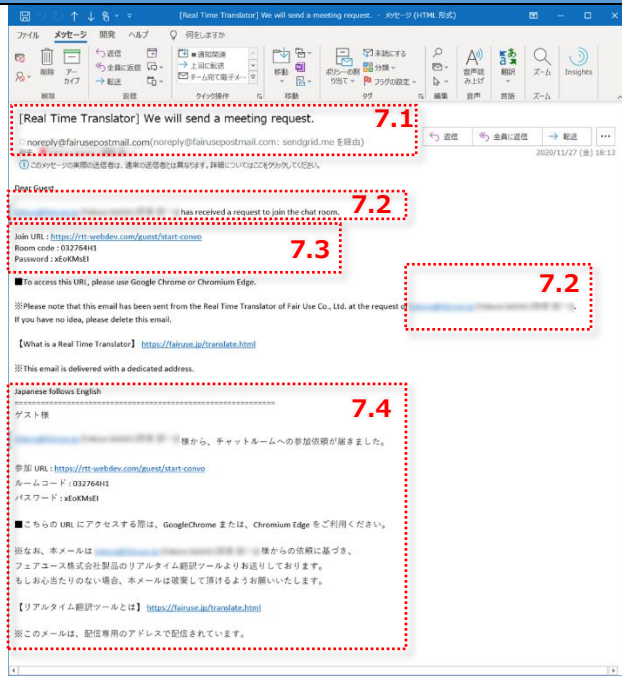 [Real Time Translator] We will send a meeting request. - メッセージ (HTML 形式)
ファイル メッセージ 開発 ヘルプ 何をしますか
削除 アーカイブ
返信
全員に返信
転送
■通知関連
上司に転送
チーム宛て電子メ…
移動
ポリシーの割り当て
未読にする
分類
フラグの設定
音声読み上げ
翻訳
ズーム
Insights
削除 返信 クイック操作 移動 タグ 編集 音声 言語 ズーム
[Real Time Translator] We will send a meeting request.
7.1
noreply@fairusepostmail.com(noreply@fairusepostmail.com: sendgrid.me を経由)
返信 全員に返信 転送 …
2020/11/27 (金) 18:13
このメッセージの実際の送信者は、通常の送信者とは異なります。詳細についてはここをクリックしてください。
Dear Guest
has received a request to join the chat room.
7.2
Join URL : https://rtt-webdev.com/guest/start-convo
Room code : 032764H1
Password : xEoKMsEI
7.3
■To access this URL, please use Google Chrome or Chromium Edge.
7.2
※Please note that this email has been sent from the Real Time Translator of Fair Use Co., Ltd. at the request of
If you have no idea, please delete this email.
【What is a Real Time Translator】 https://fairuse.jp/translate.html
※This email is delivered with a dedicated address.
Japanese follows English
7.4
============================================================
ゲスト様
様から、チャットルームへの参加依頼が届きました。
参加 URL : https://rtt-webdev.com/guest/start-convo
ルームコード : 032764H1
パスワード : xEoKMsEI
■こちらの URL にアクセスする際は、GoogleChrome または、Chromium Edge をご利用ください。
※なお、本メールは 様からの依頼に基づき、
フェアユース株式会社製品のリアルタイム翻訳ツールよりお送りしております。
もしお心当たりのない場合、本メールは破棄して頂けるようお願いいたします。
【リアルタイム翻訳ツールとは】 https://fairuse.jp/translate.html
※このメールは、配信専用のアドレスで配信されています。